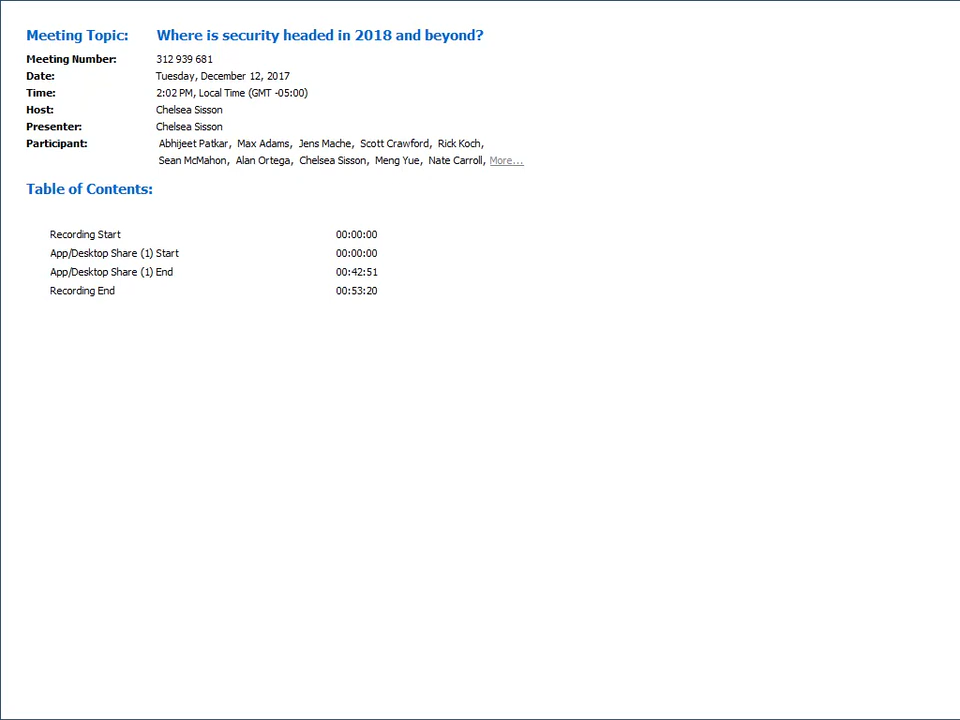 Meeting Topic: Where is security headed in 2018 and beyond?
Meeting Number: 312 939 681
Date: Tuesday, December 12, 2017
Time: 2:02 PM, Local Time (GMT -05:00)
Host: Chelsea Sisson
Presenter: Chelsea Sisson
Participant: Abhijeet Patkar, Max Adams, Jens Mache, Scott Crawford, Rick Koch,
Sean McMahon, Alan Ortega, Chelsea Sisson, Meng Yue, Nate Carroll, More...
Table of Contents:
Recording Start 00:00:00
App/Desktop Share (1) Start 00:00:00
App/Desktop Share (1) End 00:42:51
Recording End 00:53:20